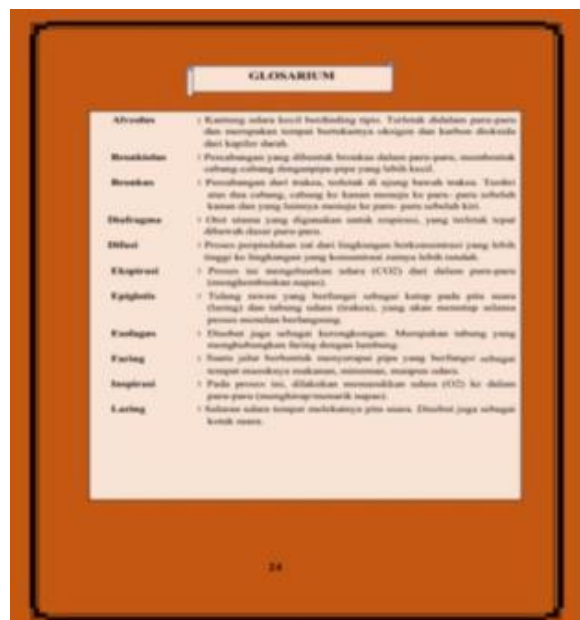 GLOSARIUM
Alveolus : Kantung udara kecil berdinding tipis. Terletak didalam paru-paru
dan merupakan tempat bertukarnya oksigen dan karbon dioksida
dari kapiler darah.
Bronkiolus : Percabangan yang dibentuk bronkus dalam paru-paru, membentuk
cabang-cabang denganpipa-pipa yang lebih kecil.
Bronkus : Percabangan dari trakea, terletak di ujung bawah trakea. Terdiri
atas dua cabang, cabang ke kanan menuju ke paru- paru sebelah
kanan dan yang lainnya menuju ke paru- paru sebelah kiri.
Diafragma : Otot utama yang digunakan untuk respirasi, yang terletak tepat
dibawah dasar paru-paru.
Difusi : Proses perpindahan zat dari lingkungan berkonsentrasi yang lebih
tinggi ke lingkungan yang konsentrasi zatnya lebih rendah.
Ekspirasi : Proses ini mengeluarkan udara (CO2) dari dalam paru-paru
(menghembuskan napas).
Epiglotis : Tulang rawan yang berfungsi sebagai katup pada pita suara
(laring) dan tabung udara (trakea), yang akan menutup selama
proses menelan berlangsung.
Esofagus : Disebut juga sebagai kerongkongan. Merupakan tabung yang
menghubungkan faring dengan lambung.
Faring : Suatu jalur berbentuk menyerupai pipa yang berfungsi sebagai
tempat masuknya makanan, minuman, maupun udara.
Inspirasi : Pada proses ini, dilakukan memasukkan udara (O2) ke dalam
paru-paru (menghirup/menarik napas).
Laring : Saluran udara tempat melekatnya pita suara. Disebut juga sebagai
kotak suara.
24